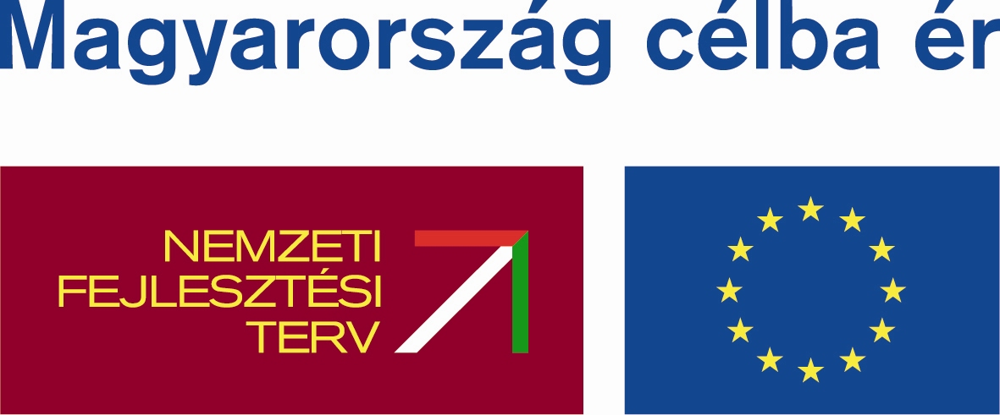 Magyarország célba ér
NEMZETI
FEJLESZTÉSI
TERV